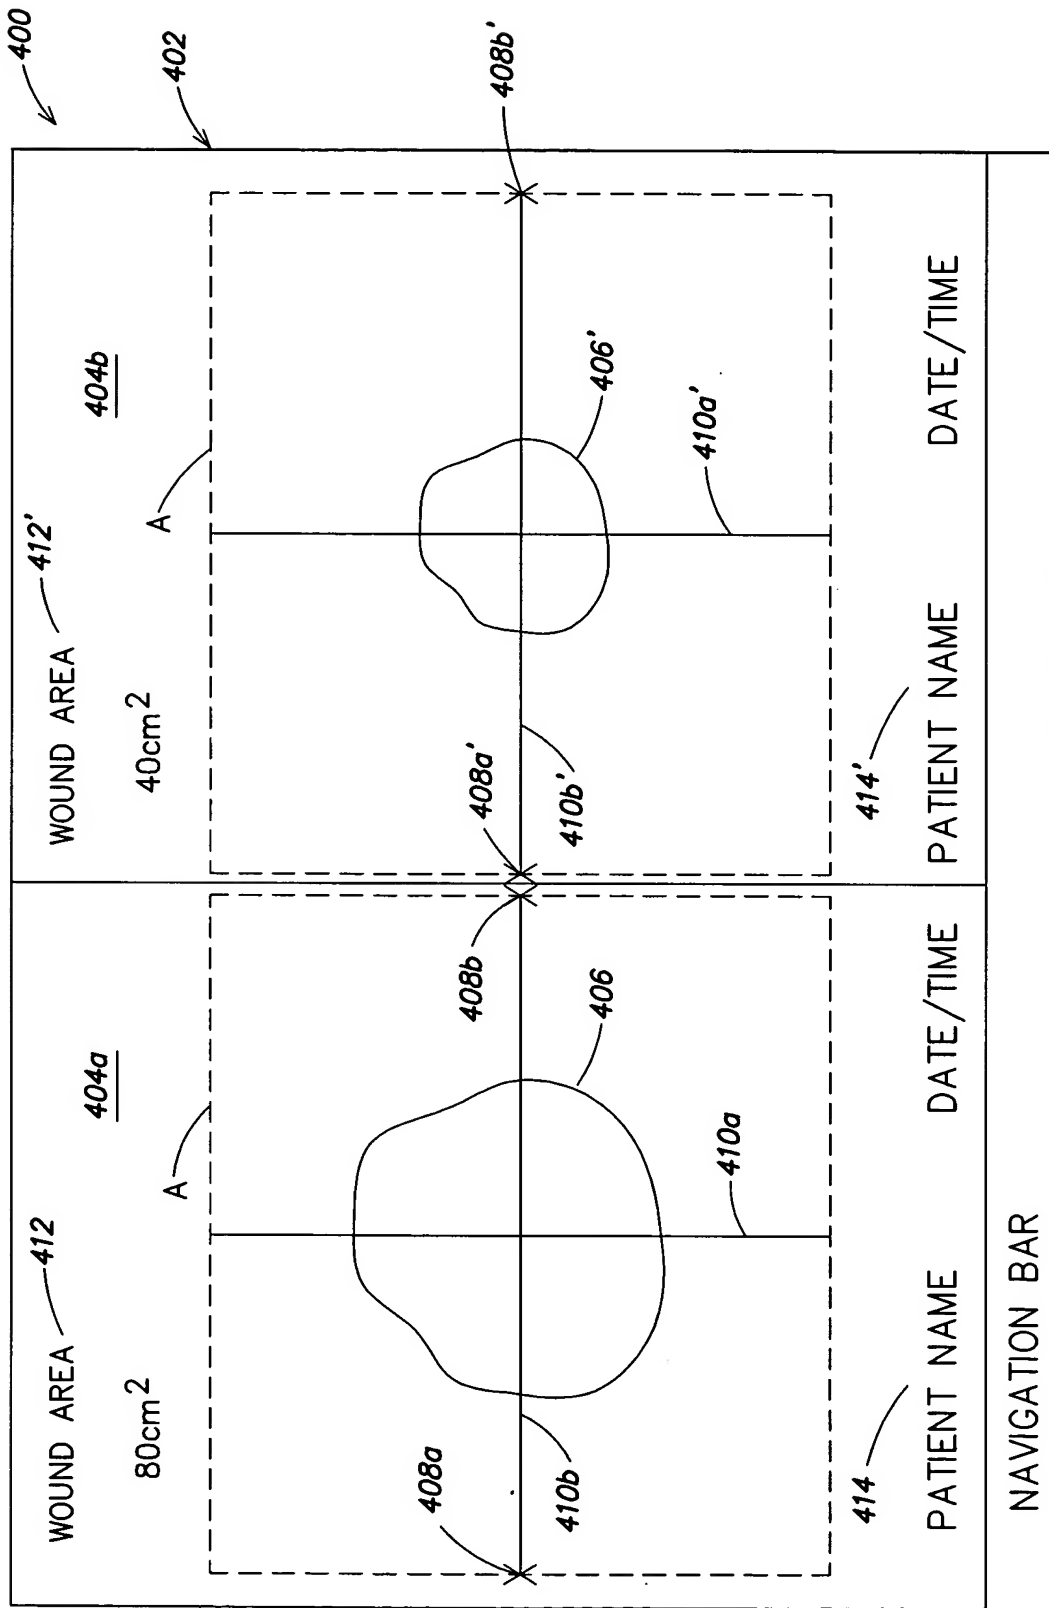 400
402
WOUND AREA 412
80cm²
404a
A
408a
410b
408b
406
410a
414
PATIENT NAME
DATE/TIME
WOUND AREA 412'
40cm²
404b
A
408a'
410b'
408b'
406'
410a'
414'
PATIENT NAME
DATE/TIME
NAVIGATION BAR